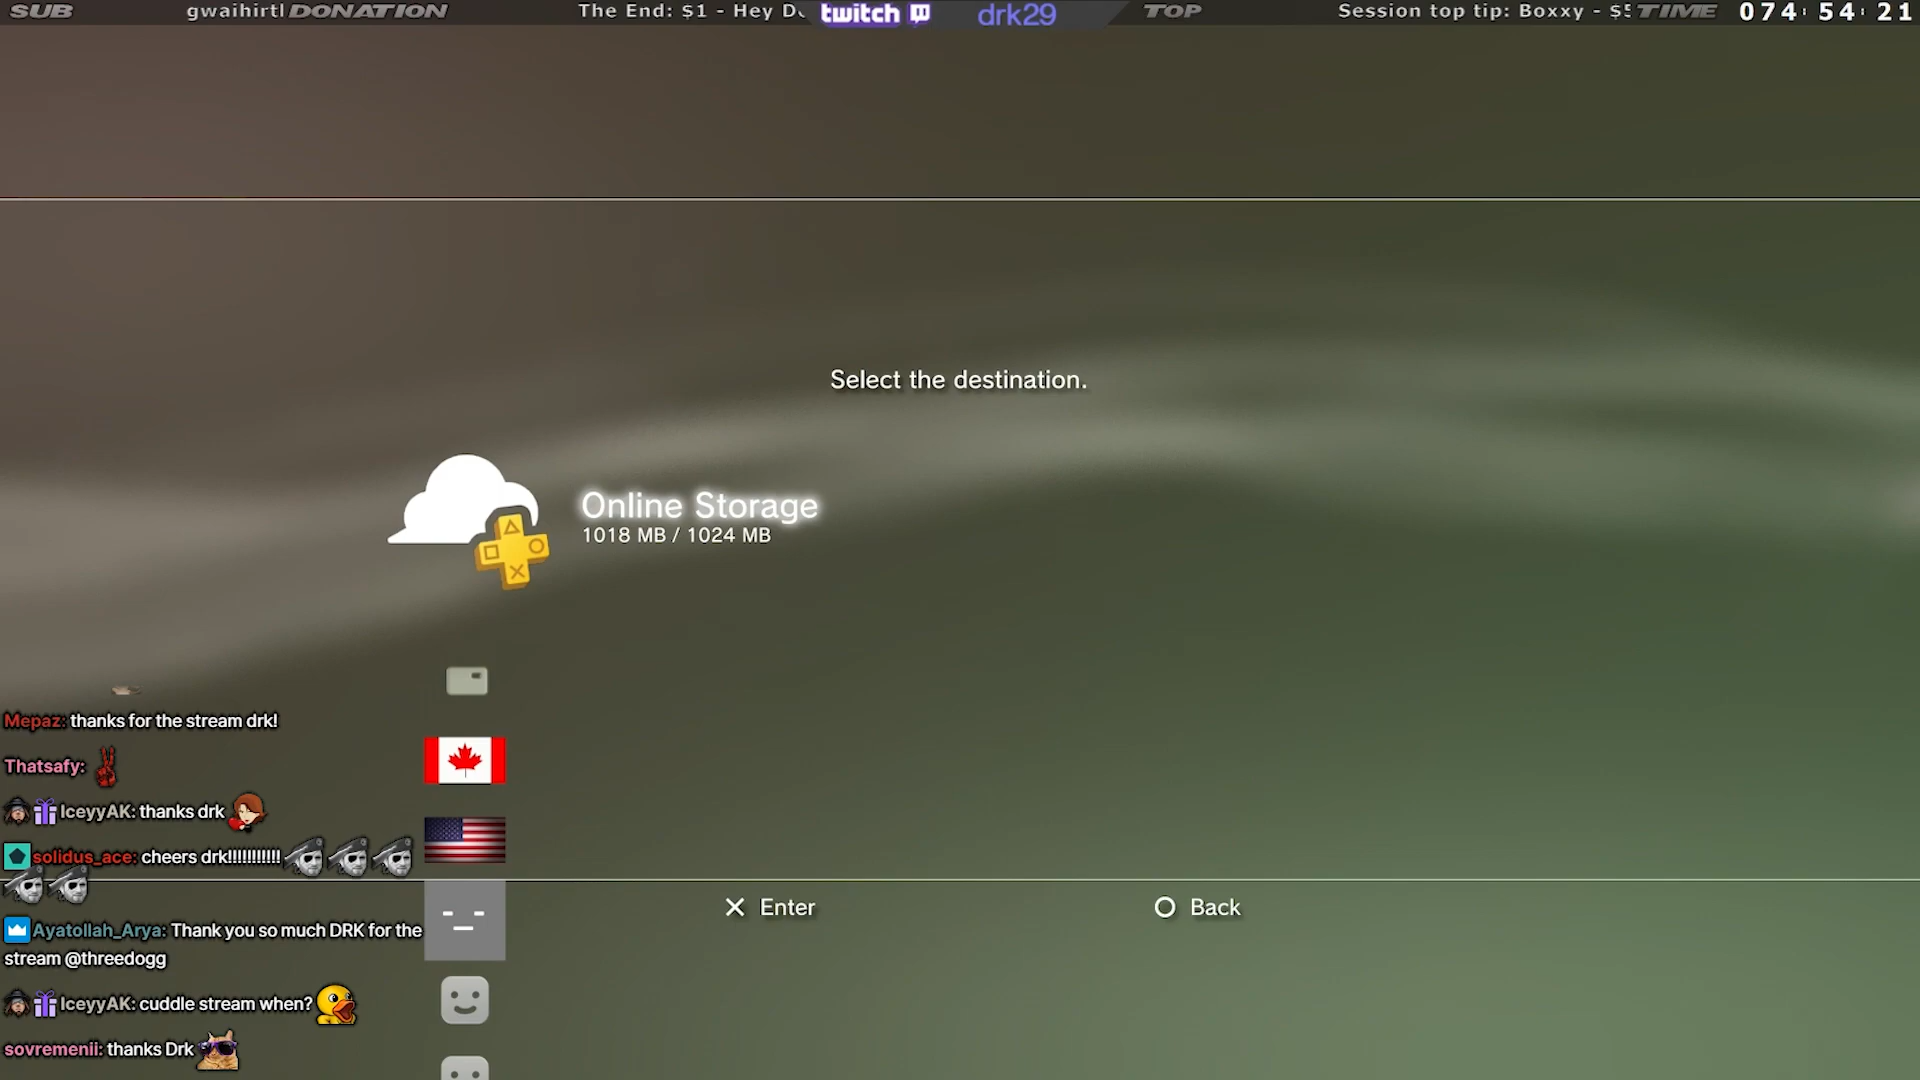 SUB gwaihirtl DONATION The End: $1 - Hey twitch drk29 TOP Session top tip: Boxxy - $5 TIME 074:54:21
Select the destination.
Online Storage
1018 MB / 1024 MB
Mepaz: thanks for the stream drk!
Thatsafy:
IceyyAK: thanks drk
solidus_ace: cheers drk!!!!!!!!!!!
Ayatollah_Arya: Thank you so much DRK for the
stream @threedogg
IceyyAK: cuddle stream when?
sovremenii: thanks Drk
Enter Back